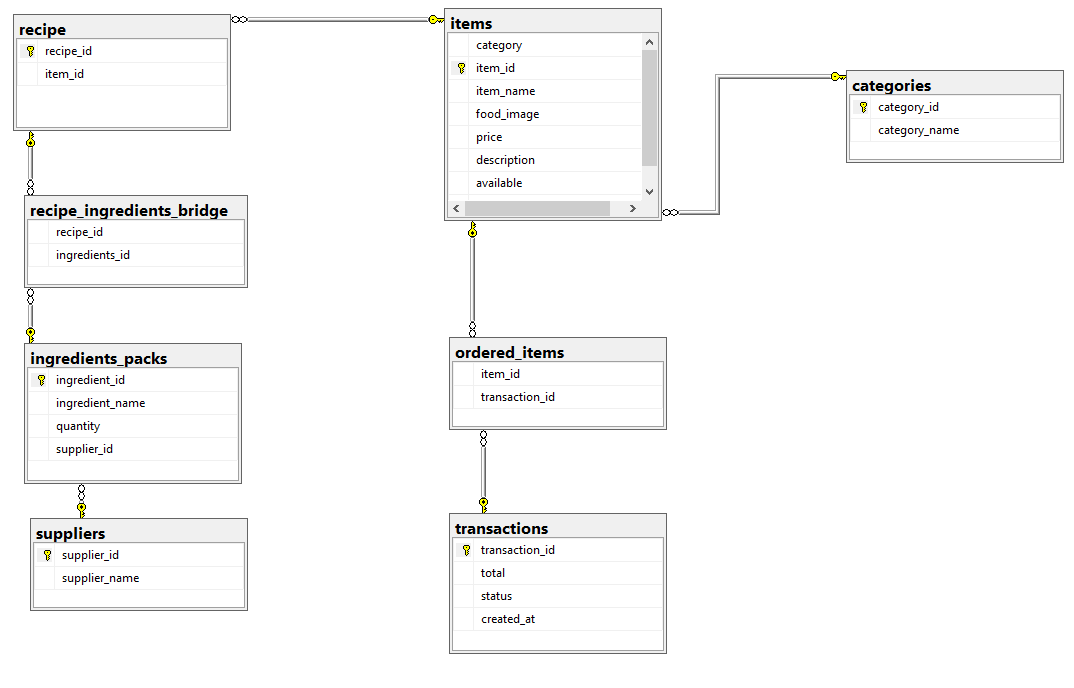 recipe
recipe_id
item_id
items
category
item_id
item_name
food_image
price
description
available
categories
category_id
category_name
recipe_ingredients_bridge
recipe_id
ingredients_id
ingredients_packs
ingredient_id
ingredient_name
quantity
supplier_id
ordered_items
item_id
transaction_id
suppliers
supplier_id
supplier_name
transactions
transaction_id
total
status
created_at